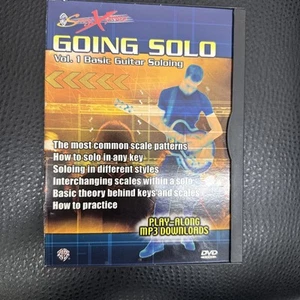 GOING SOLO
Vol. 1 Basic Guitar Soloing
The most common scale patterns
How to solo in any key
Soloing in different styles
Interchanging scales within a solo
Basic theory behind keys and scales
How to practice
PLAY-ALONG
MP3 DOWNLOADS
DVD